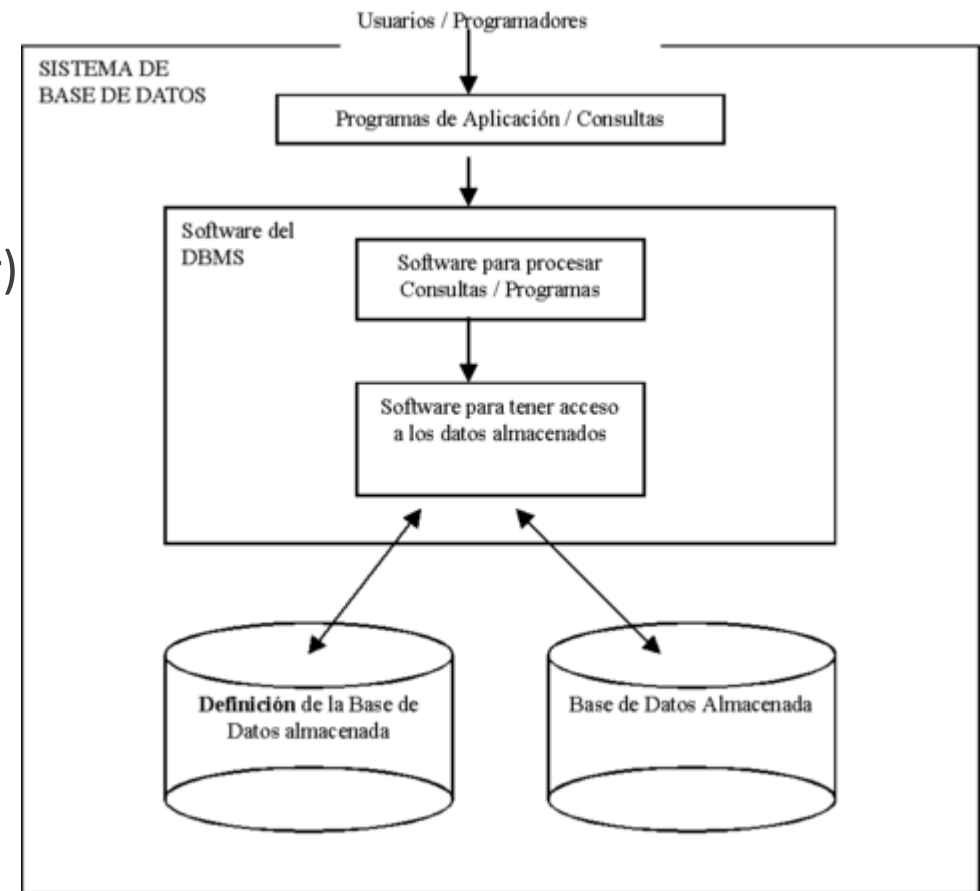 Usuarios / Programadores
SISTEMA DE
BASE DE DATOS
Programas de Aplicación / Consultas
Software del
DBMS
)
Software para procesar
Consultas / Programas
Software para tener acceso
a los datos almacenados
Definición de la Base de
Datos almacenada
Base de Datos Almacenada